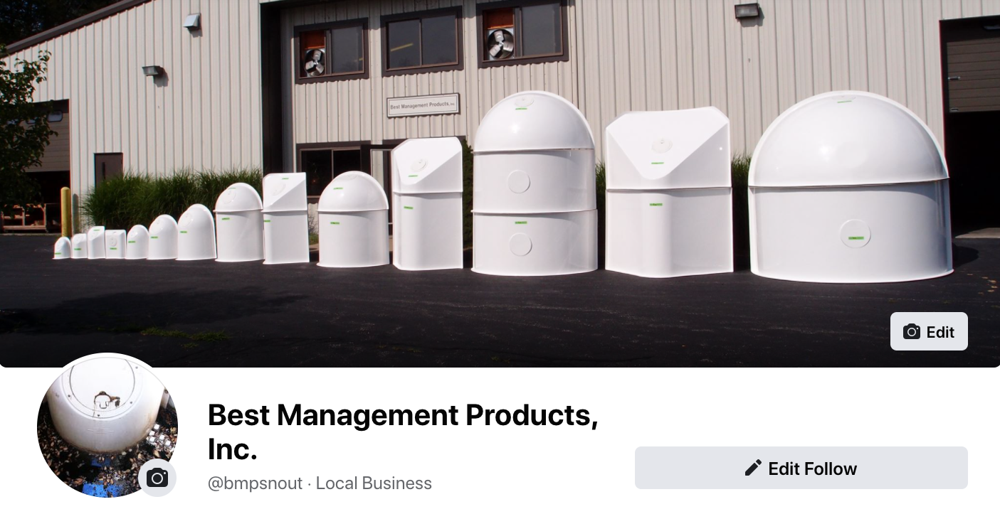 Best Management Products, Inc.
Edit
Best Management Products,
Inc.
@bmpsnout · Local Business
Edit Follow